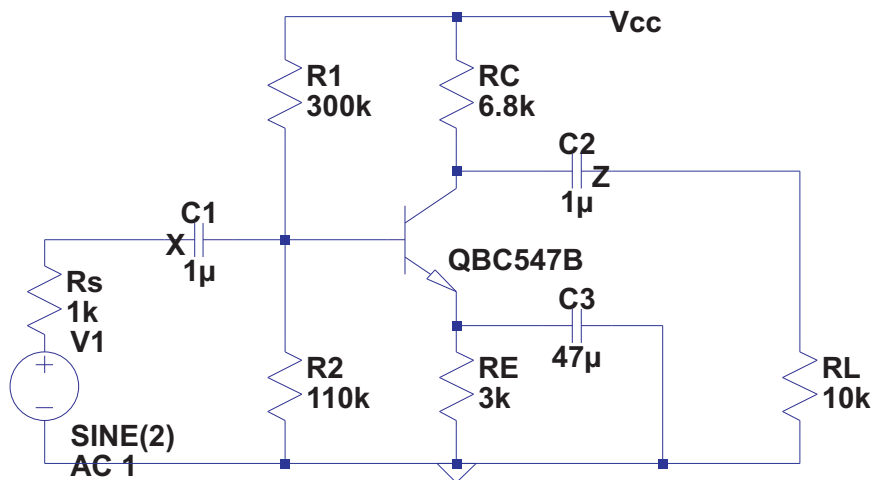 Vcc
R1
300k
RC
6.8k
C2
Z
1µ
C1
X
1µ
QBC547B
Rs
1k
V1
C3
47µ
R2
110k
RE
3k
RL
10k
SINE(2)
AC 1